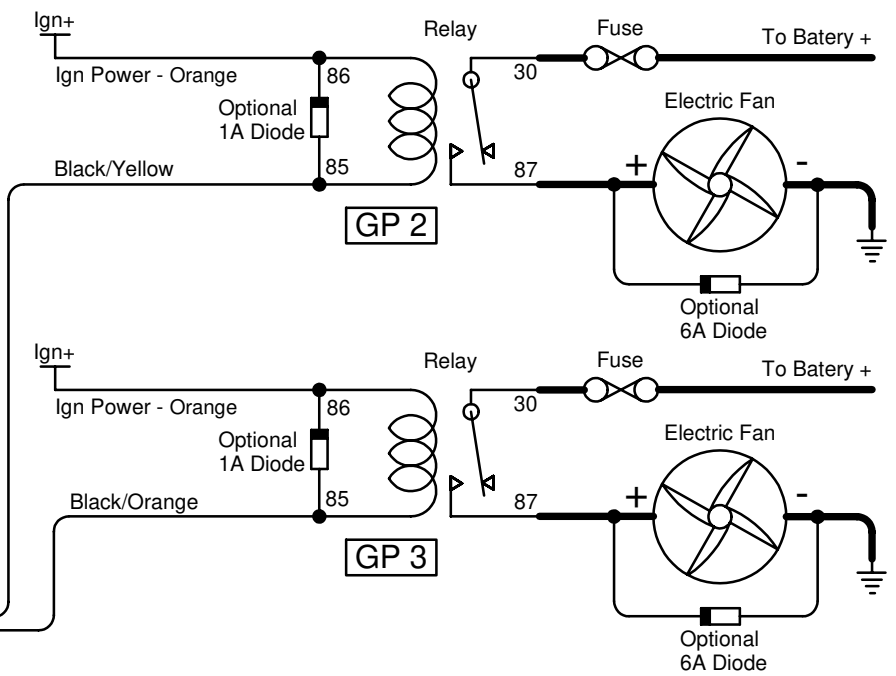 Ign+
Relay
Fuse
To Batery +
Ign Power - Orange
86
30
Optional
1A Diode
Electric Fan
Black/Yellow
85
87
+
-
GP 2
Optional
6A Diode
Ign+
Relay
Fuse
To Batery +
Ign Power - Orange
86
30
Optional
1A Diode
Electric Fan
Black/Orange
85
87
+
-
GP 3
Optional
6A Diode